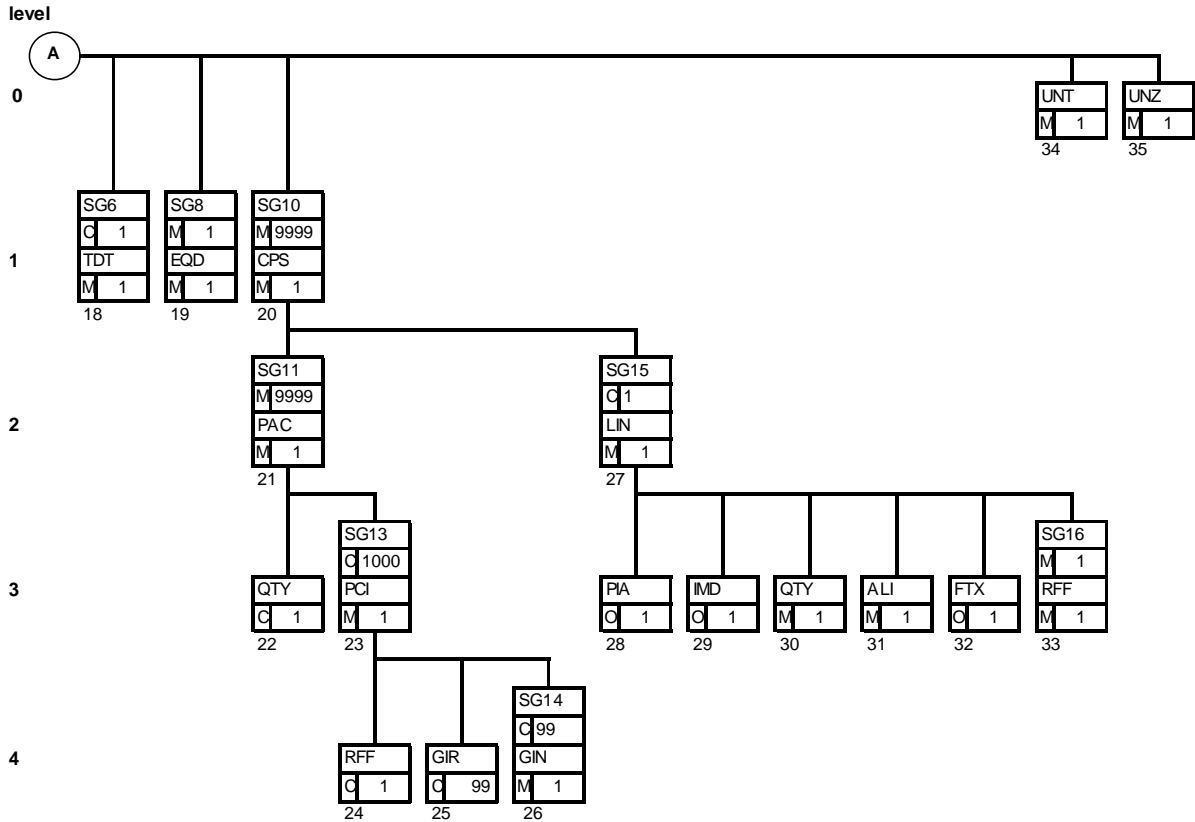 level
A
0
UNT UNZ
M 1 M 1
34 35
SG6 SG8 SG10
C 1 M 1 M 9999
1
TDT EQD CPS
M 1 M 1 M 1
18 19 20
SG11 SG15
M 9999 C 1
2
PAC LIN
M 1 M 1
21 27
SG13 SG16
C 1000 M 1
3
QTY PCI PIA IMD QTY ALI FTX RFF
C 1 M 1 O 1 O 1 M 1 M 1 O 1 M 1
22 23 28 29 30 31 32 33
SG14
C 99
4
RFF GIR GIN
C 1 C 99 M 1
24 25 26